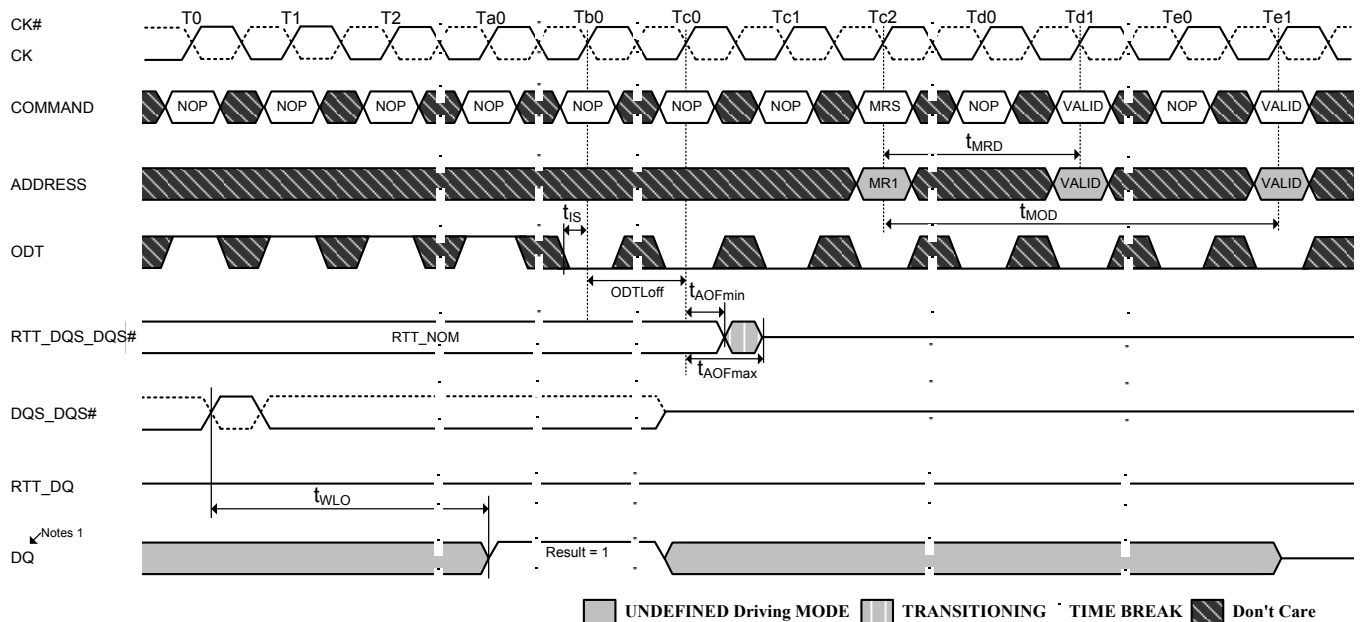 T0 T1 T2 Ta0 Tb0 Tc0 Tc1 Tc2 Td0 Td1 Te0 Te1
CK#
CK
COMMAND NOP NOP NOP NOP NOP NOP NOP MRS NOP VALID NOP VALID
tMRD
ADDRESS MR1 VALID VALID
tIS tMOD
ODT
ODTLoff tAOFmin
RTT_DQS_DQS# RTT_NOM
tAOFmax
DQS_DQS#
RTT_DQ
tWLO
Notes 1
DQ Result = 1
UNDEFINED Driving MODE TRANSITIONING TIME BREAK Don't Care